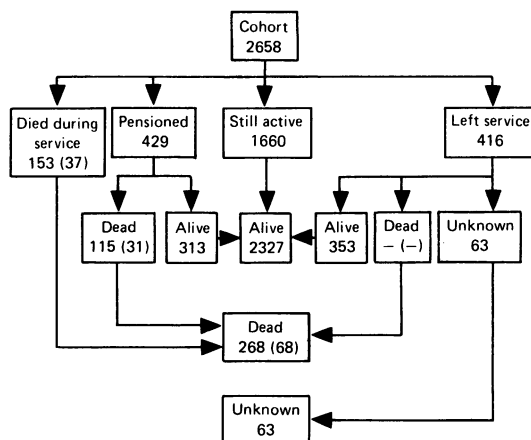 Cohort
2658
Died during
service
153 (37)
Pensioned
429
Still active
1660
Left service
416
Dead
115 (31)
Alive
313
Alive
2327
Alive
353
Dead
– (–)
Unknown
63
Dead
268 (68)
Unknown
63